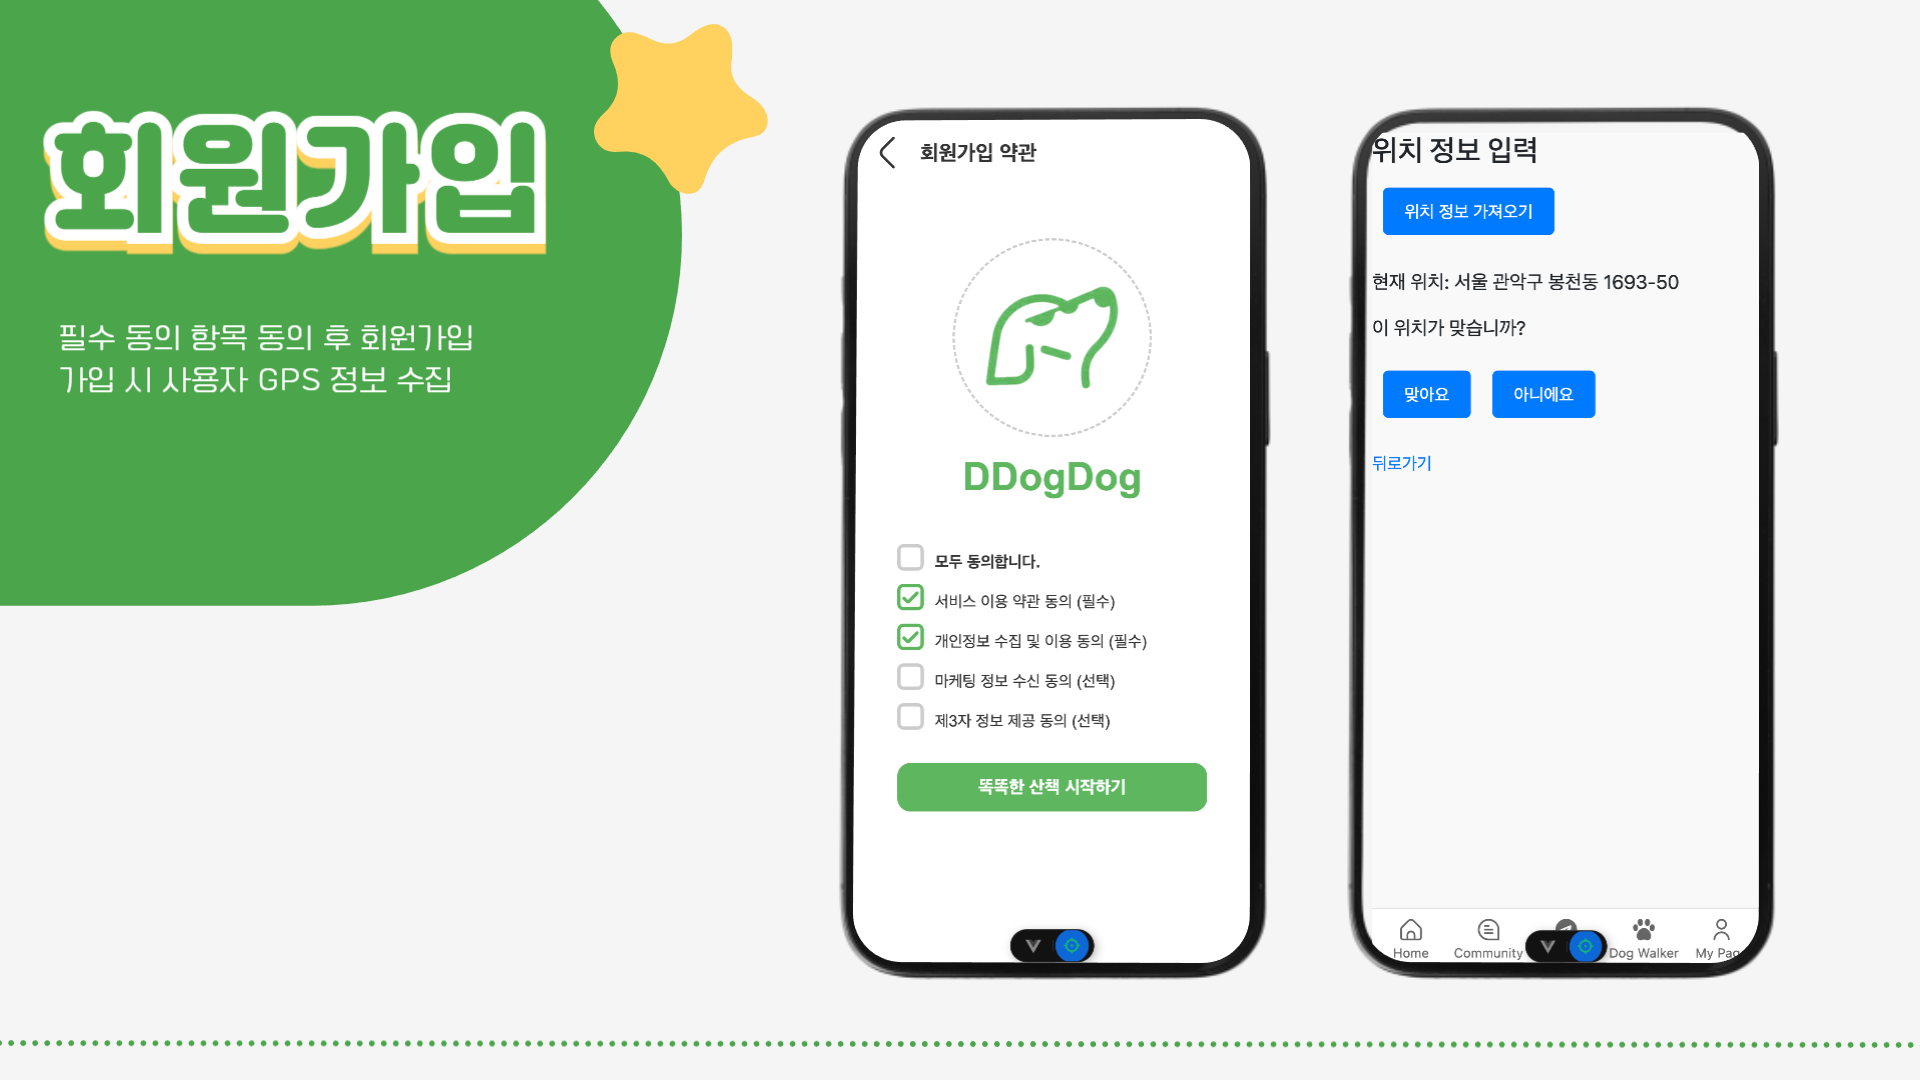 회원가입
필수 동의 항목 동의 후 회원가입
가입 시 사용자 GPS 정보 수집
회원가입 약관
DDogDog
모두 동의합니다.
서비스 이용 약관 동의 (필수)
개인정보 수집 및 이용 동의 (필수)
마케팅 정보 수신 동의 (선택)
제3자 정보 제공 동의 (선택)
똑똑한 산책 시작하기
위치 정보 입력
위치 정보 가져오기
현재 위치: 서울 관악구 봉천동 1693-50
이 위치가 맞습니까?
맞아요 아니예요
뒤로가기
Home Community Dog Walker My Pag